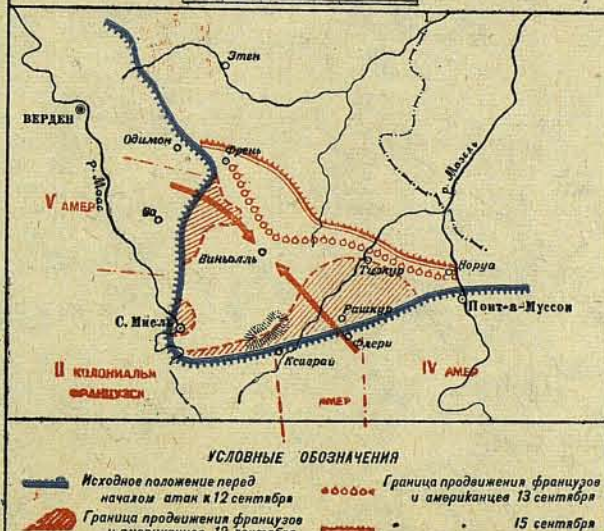 Этен
ВЕРДЕН
Одимон
Френь
р. Маас
р. Мозель
V АМЕР
Виньолль
Тиокур
Норуа
Понт-а-Муссон
С. Миель
Рашкур
Флери
Ксиврай
II КОЛОНИАЛЬН
ФРАНЦУЗСК.
АМЕР
IV АМЕР
УСЛОВНЫЕ ОБОЗНАЧЕНИЯ
Исходное положение перед
началом атак к 12 сентября
Граница продвижения французов
и американцев 13 сентября
Граница продвижения французов
" " 15 сентября